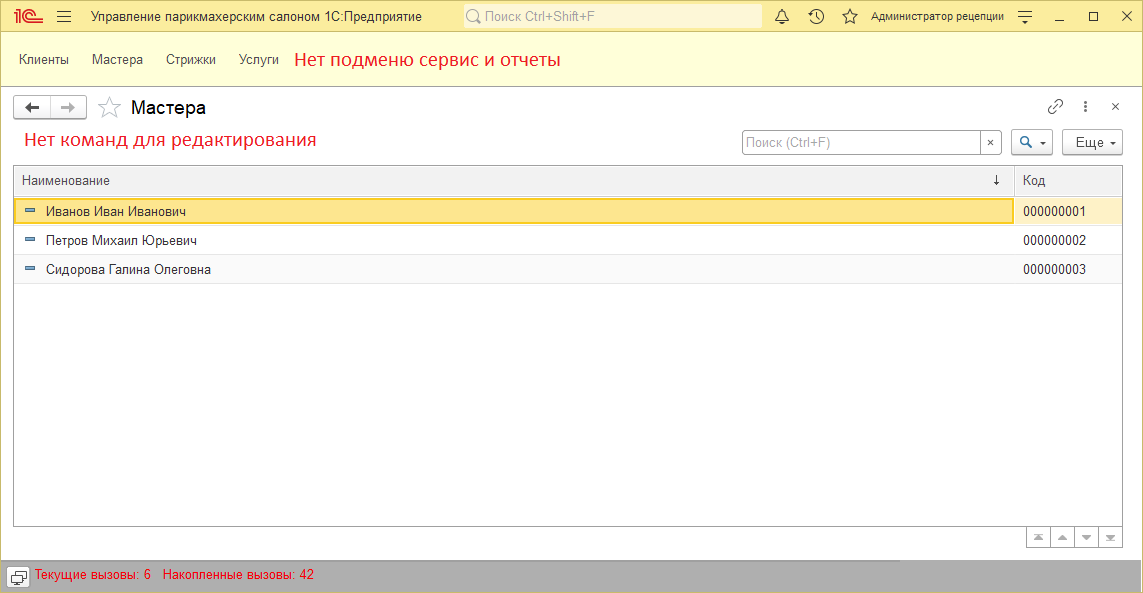 1С Управление парикмахерским салоном 1С:Предприятие Поиск Ctrl+Shift+F Администратор рецепции
Клиенты Мастера Стрижки Услуги Нет подменю сервис и отчеты
Мастера
Нет команд для редактирования Поиск (Ctrl+F) × Еще
Наименование ↓ Код
Иванов Иван Иванович 000000001
Петров Михаил Юрьевич 000000002
Сидорова Галина Олеговна 000000003
Текущие вызовы: 6 Накопленные вызовы: 42